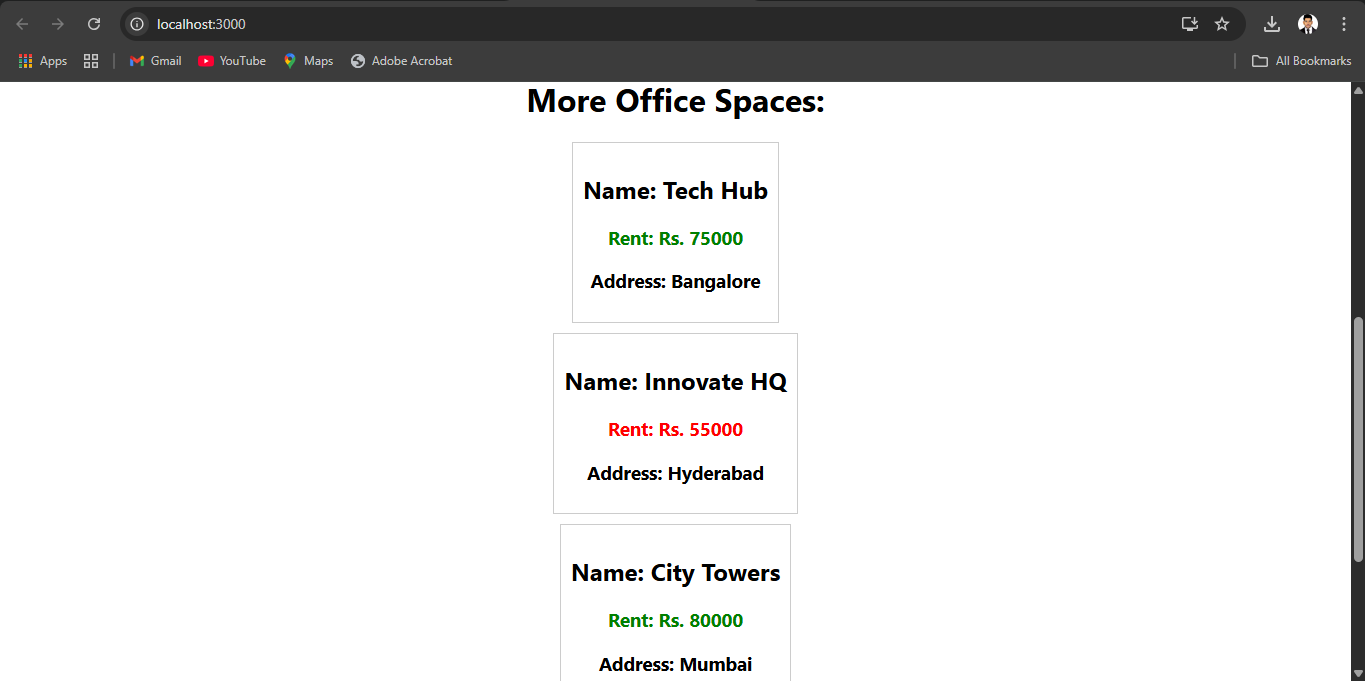 localhost:3000
Apps
Gmail
YouTube
Maps
Adobe Acrobat
All Bookmarks
More Office Spaces:
Name: Tech Hub
Rent: Rs. 75000
Address: Bangalore
Name: Innovate HQ
Rent: Rs. 55000
Address: Hyderabad
Name: City Towers
Rent: Rs. 80000
Address: Mumbai